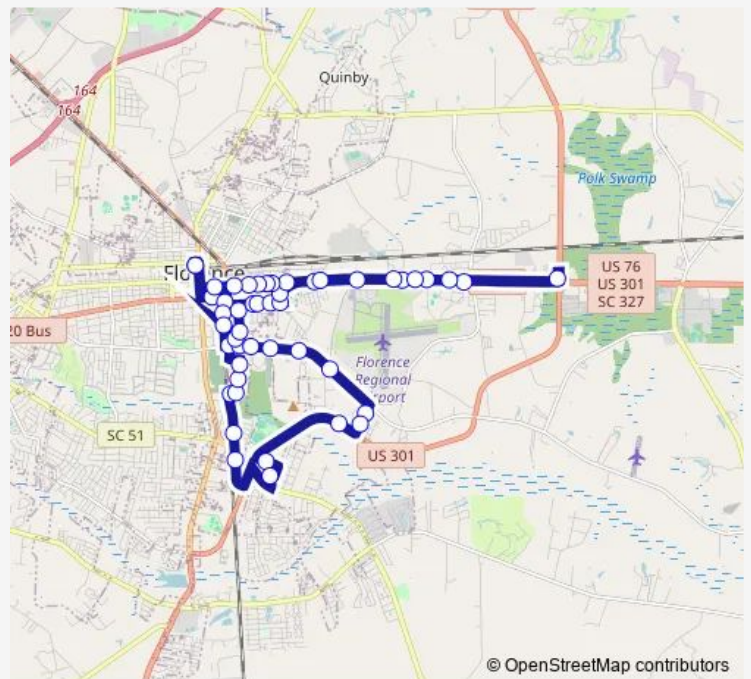 Quinby
164
164
Polk Swamp
Florence
US 76
US 301
SC 327
20 Bus
Florence
Regional
Airport
SC 51
US 301
© OpenStreetMap contributors